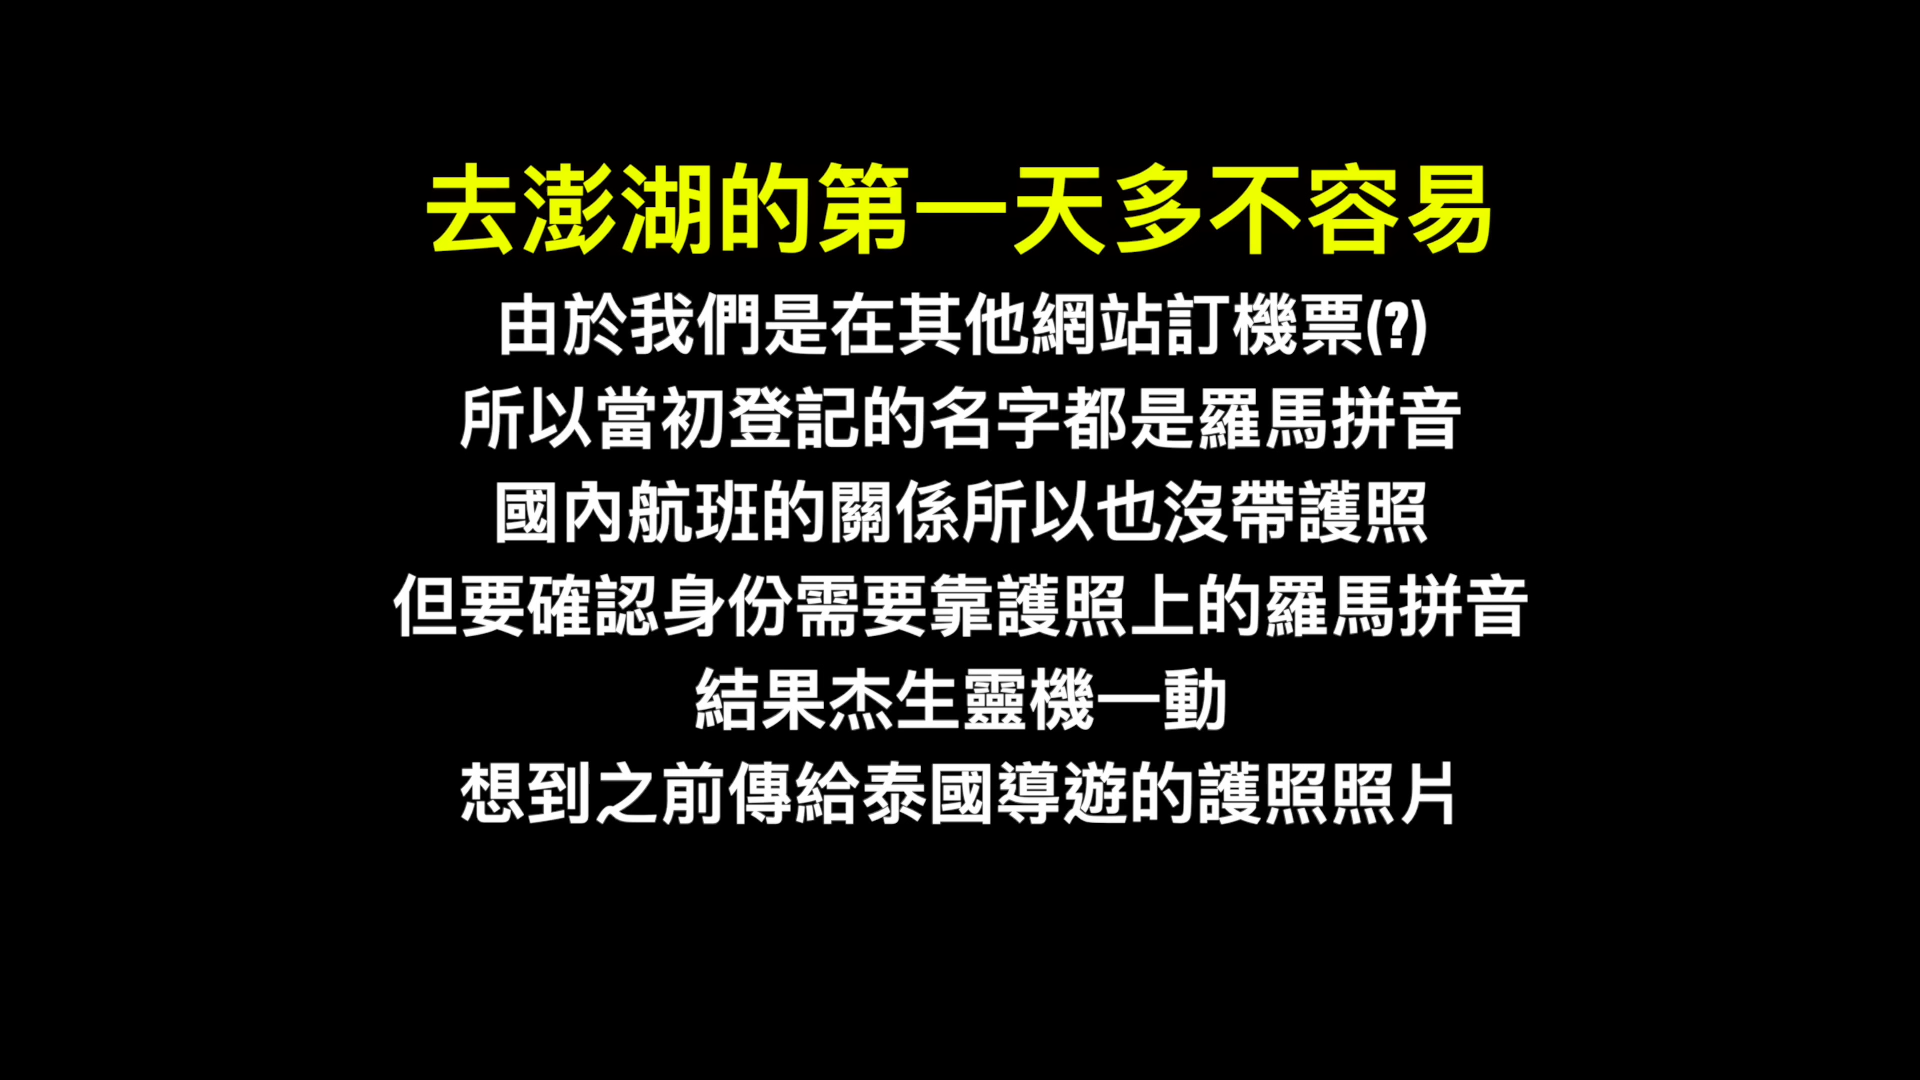 去澎湖的第一天多不容易
由於我們是在其他網站訂機票(?)
所以當初登記的名字都是羅馬拼音
國內航班的關係所以也沒帶護照
但要確認身份需要靠護照上的羅馬拼音
結果杰生靈機一動
想到之前傳給泰國導遊的護照照片